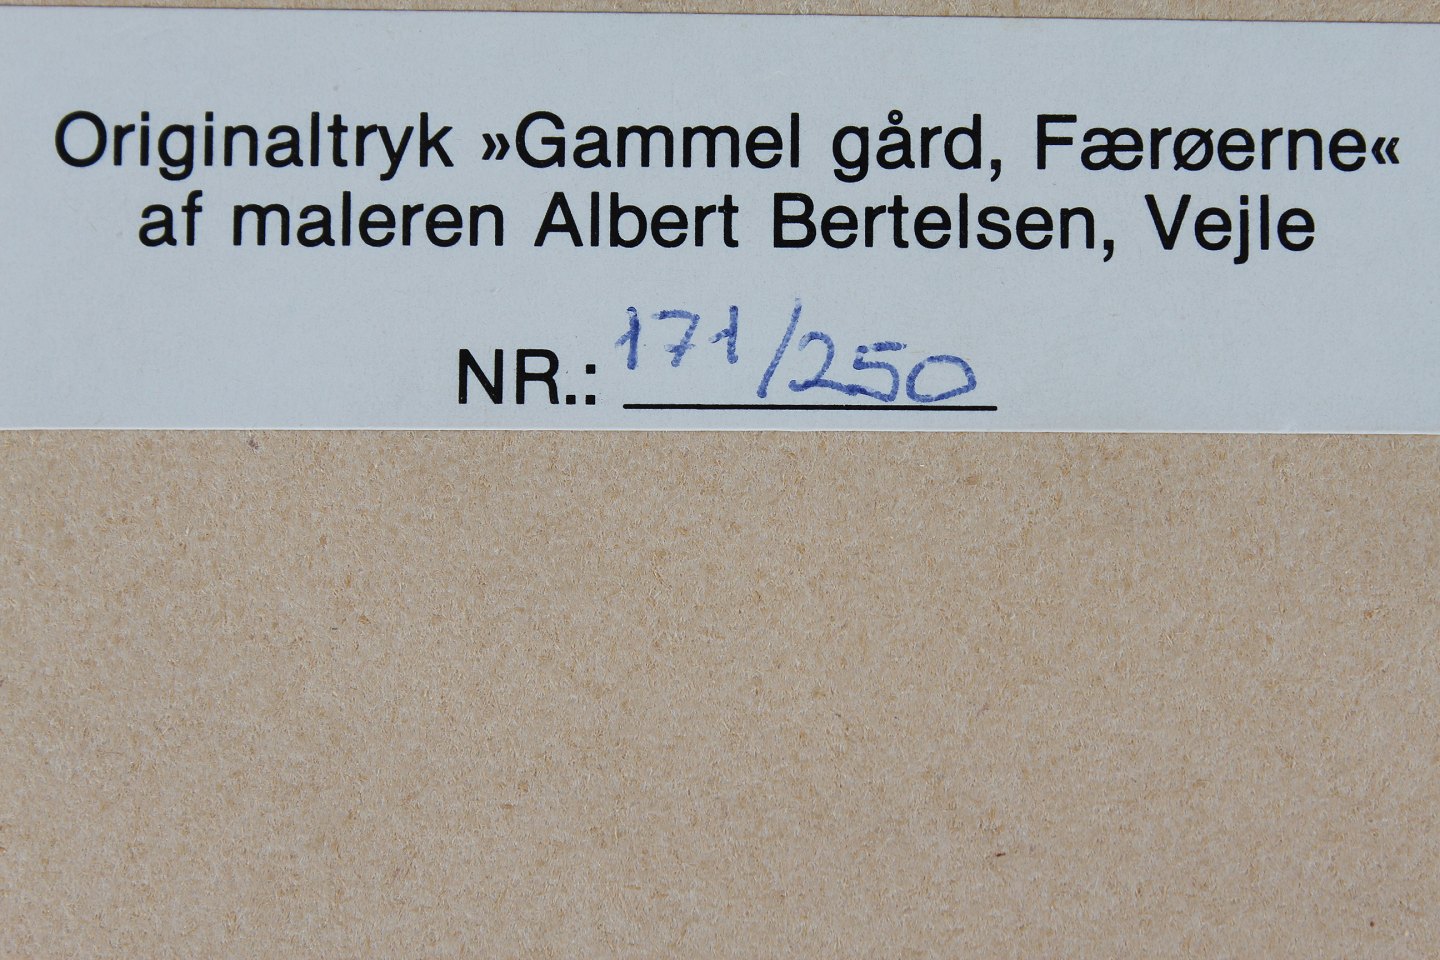 Originaltryk »Gammel gård, Færøerne«
af maleren Albert Bertelsen, Vejle
NR.: 171/250